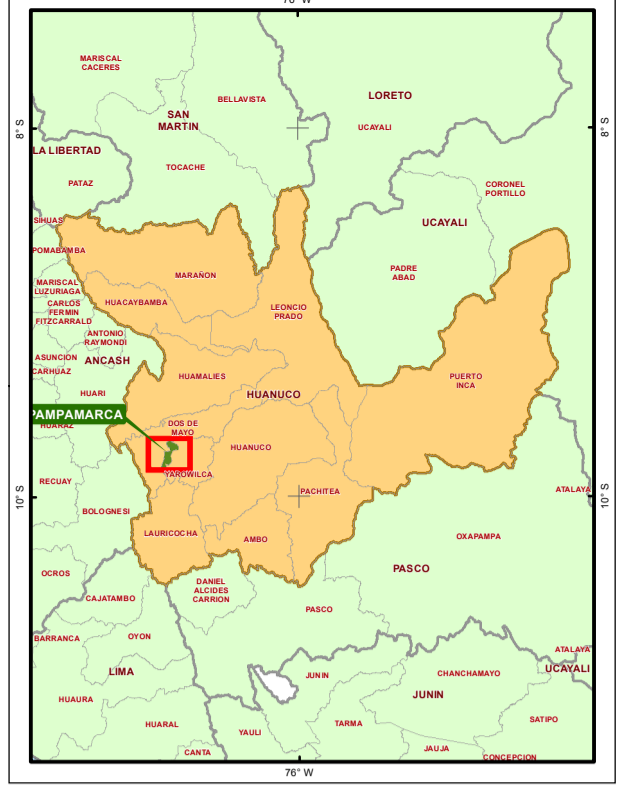 76° W
MARISCAL
CACERES
LORETO
BELLAVISTA
SAN
MARTIN
UCAYALI
8° S
8° S
LA LIBERTAD
TOCACHE
PATAZ
CORONEL
PORTILLO
SIHUAS
UCAYALI
POMABAMBA
PADRE
ABAD
MARAÑON
MARISCAL
LUZURIAGA
HUACAYBAMBA
LEONCIO
PRADO
CARLOS
FERMIN
FITZCARRALD
ANTONIO
RAYMONDI
ASUNCION
ANCASH
CARHUAZ
HUAMALIES
PUERTO
INCA
HUARI
HUANUCO
PAMPAMARCA
HUARAZ
DOS DE
MAYO
HUANUCO
YAROWILCA
RECUAY
PACHITEA
ATALAYA
10° S
10° S
BOLOGNESI
LAURICOCHA
AMBO
OXAPAMPA
PASCO
OCROS
DANIEL
ALCIDES
CARRION
CAJATAMBO
PASCO
BARRANCA
OYON
ATALAYA
LIMA
UCAYALI
JUNIN
CHANCHAMAYO
JUNIN
HUAURA
HUARAL
SATIPO
TARMA
YAULI
CANTA
JAUJA
CONCEPCION
76° W